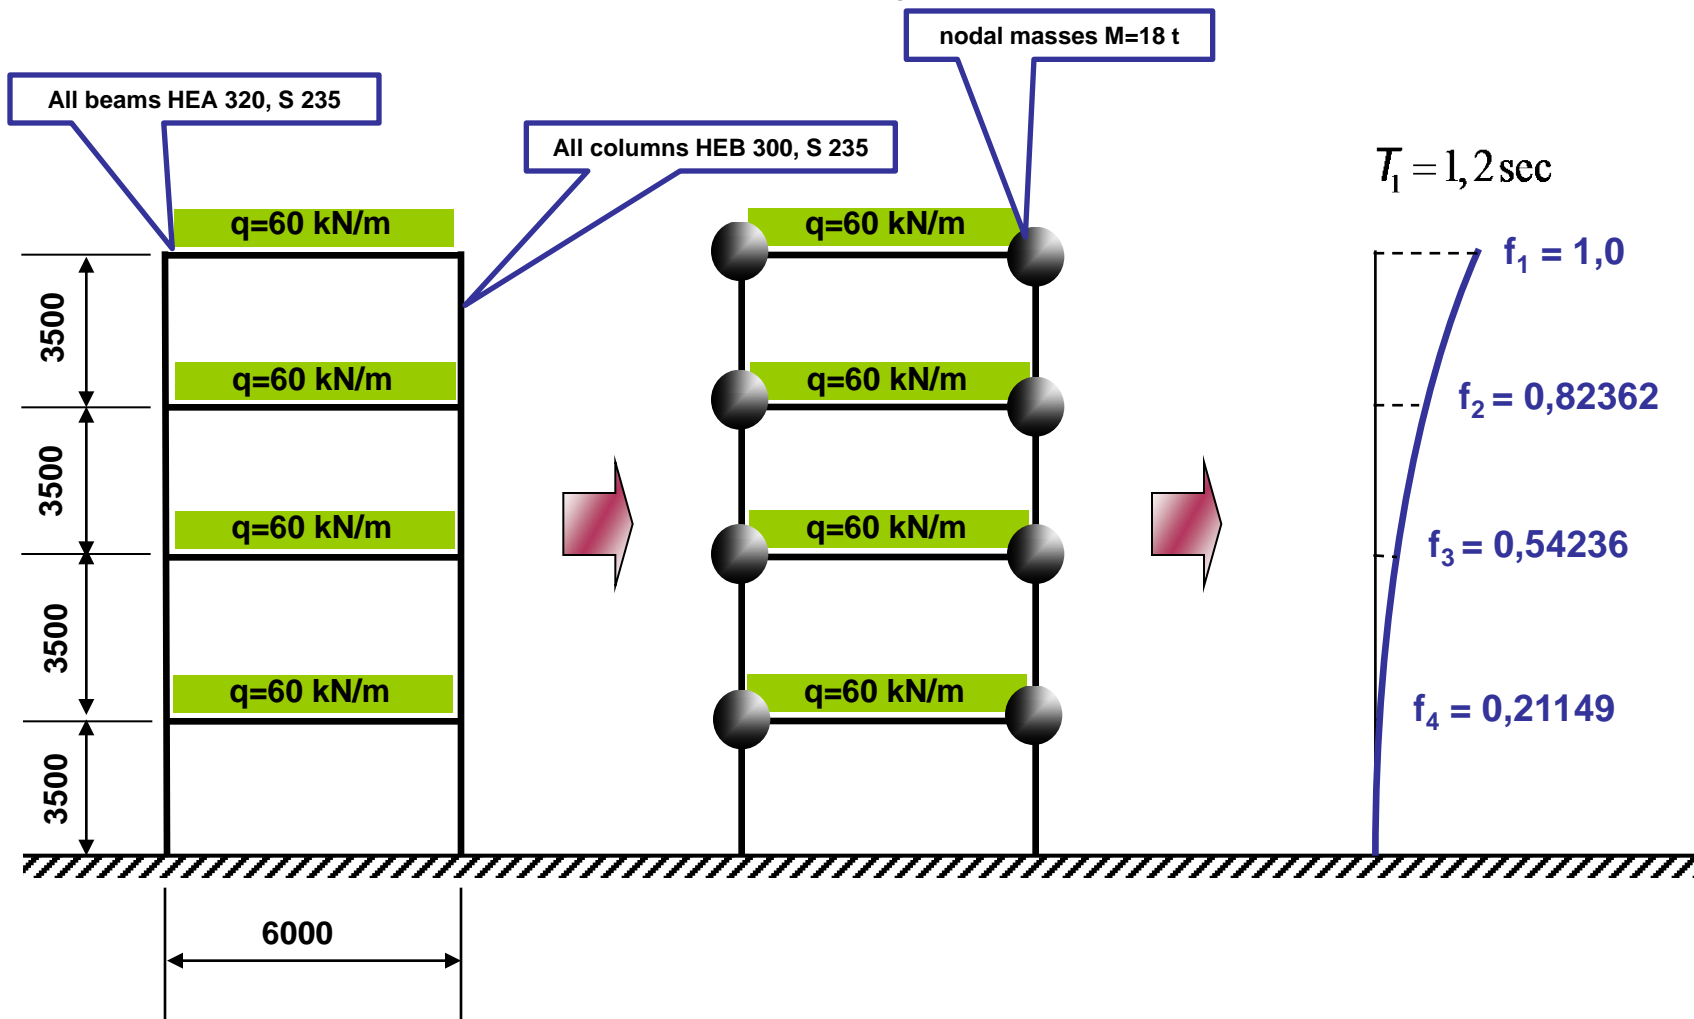 nodal masses M=18 t
All beams HEA 320, S 235
All columns HEB 300, S 235
T₁ = 1, 2 sec
q=60 kN/m
q=60 kN/m
f₁ = 1,0
3500
q=60 kN/m
q=60 kN/m
f₂ = 0,82362
3500
q=60 kN/m
q=60 kN/m
f₃ = 0,54236
3500
q=60 kN/m
q=60 kN/m
f₄ = 0,21149
3500
6000